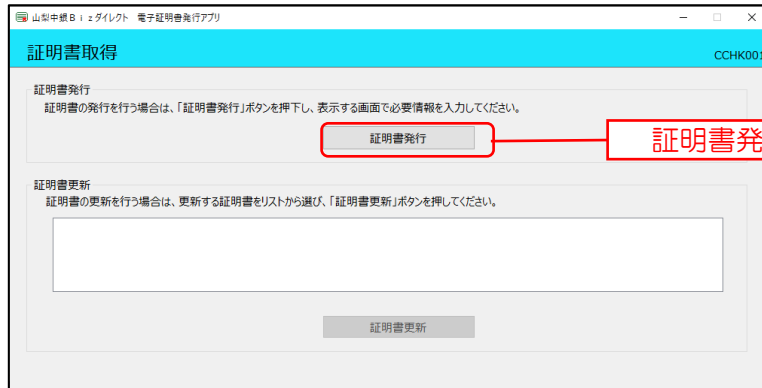 山梨中銀Ｂｉｚダイレクト　電子証明書発行アプリ
証明書取得
CCHK001
証明書発行
証明書の発行を行う場合は、「証明書発行」ボタンを押下し、表示する画面で必要情報を入力してください。
証明書発行
証明書発
証明書更新
証明書の更新を行う場合は、更新する証明書をリストから選び、「証明書更新」ボタンを押してください。
証明書更新